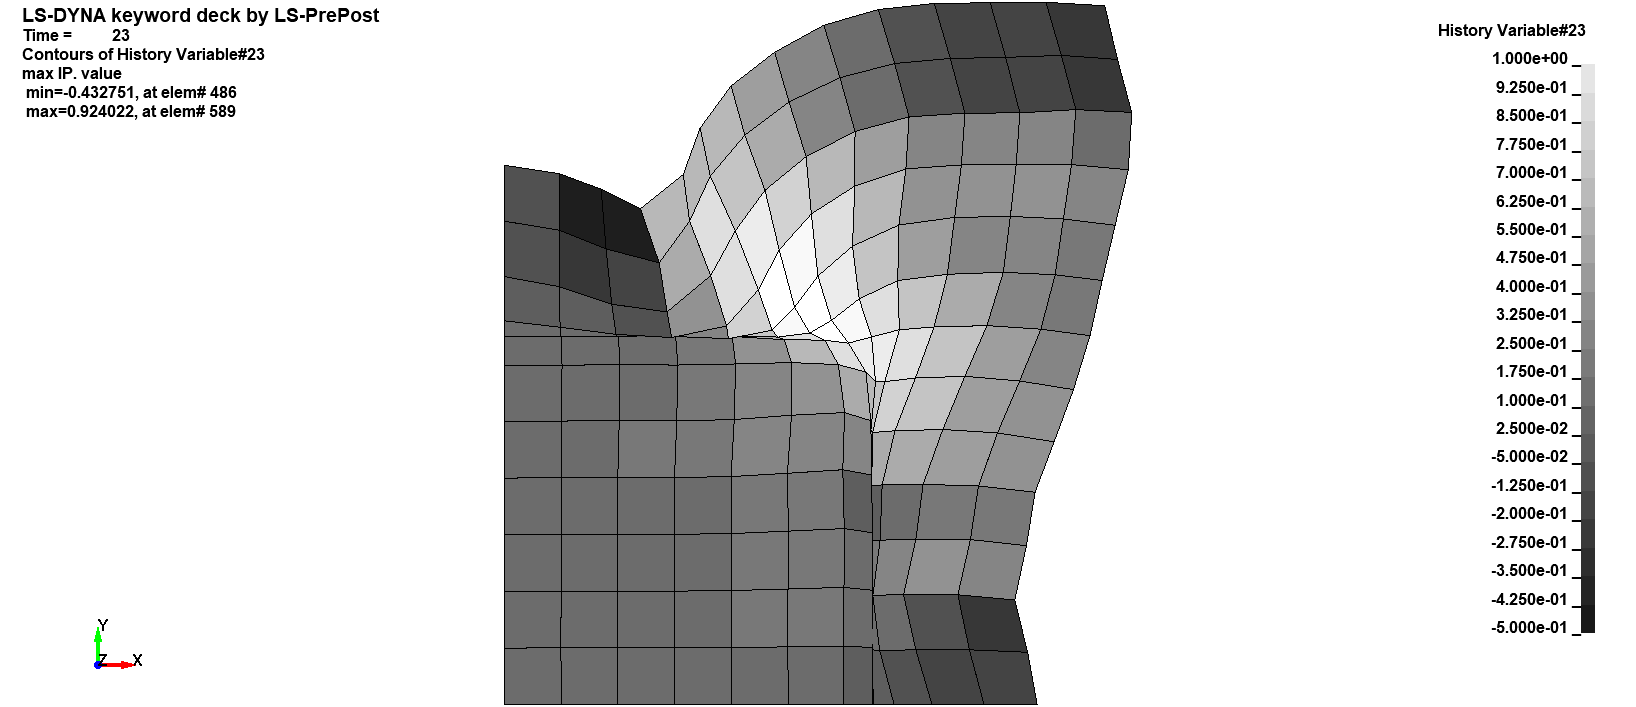 LS-DYNA keyword deck by LS-PrePost
Time = 23
Contours of History Variable#23
max IP. value
min=-0.432751, at elem# 486
max=0.924022, at elem# 589
History Variable#23
1.000e+00
9.250e-01
8.500e-01
7.750e-01
7.000e-01
6.250e-01
5.500e-01
4.750e-01
4.000e-01
3.250e-01
2.500e-01
1.750e-01
1.000e-01
2.500e-02
-5.000e-02
-1.250e-01
-2.000e-01
-2.750e-01
-3.500e-01
-4.250e-01
-5.000e-01
Y
Z X